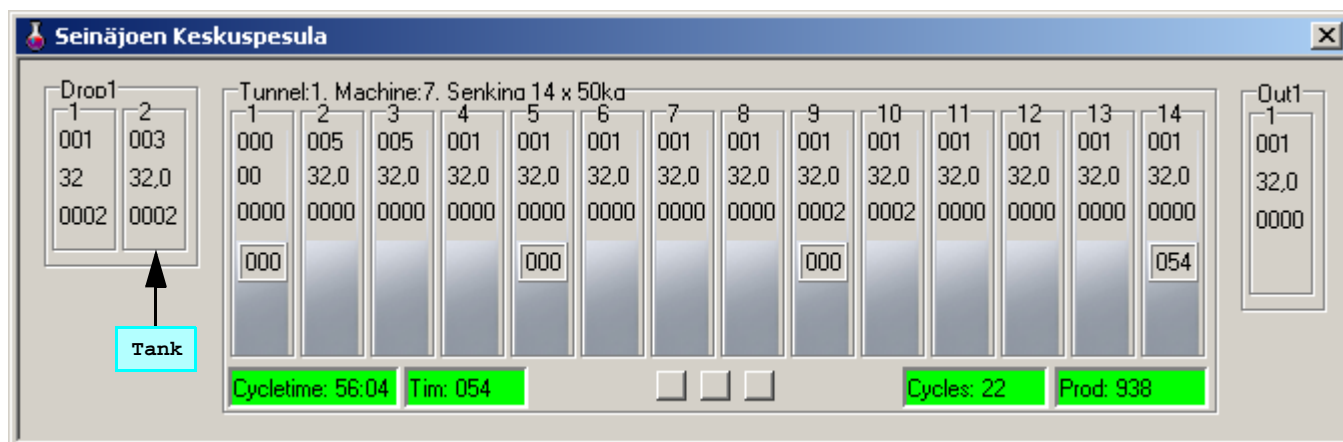 Seinäjoen Keskuspesula
Drop1
1 2
001 003
32 32,0
0002 0002
Tank
Tunnel:1, Machine:7, Senking 14 x 50kg
1 2 3 4 5 6 7 8 9 10 11 12 13 14
000 005 005 001 001 001 001 001 001 001 001 001 001 001
00 32,0 32,0 32,0 32,0 32,0 32,0 32,0 32,0 32,0 32,0 32,0 32,0 32,0
0000 0000 0000 0000 0000 0000 0000 0000 0002 0002 0000 0000 0000 0000
000 000 000 054
Cycletime: 56:04 Tim: 054 Cycles: 22 Prod: 938
Out1
1
001
32,0
0000